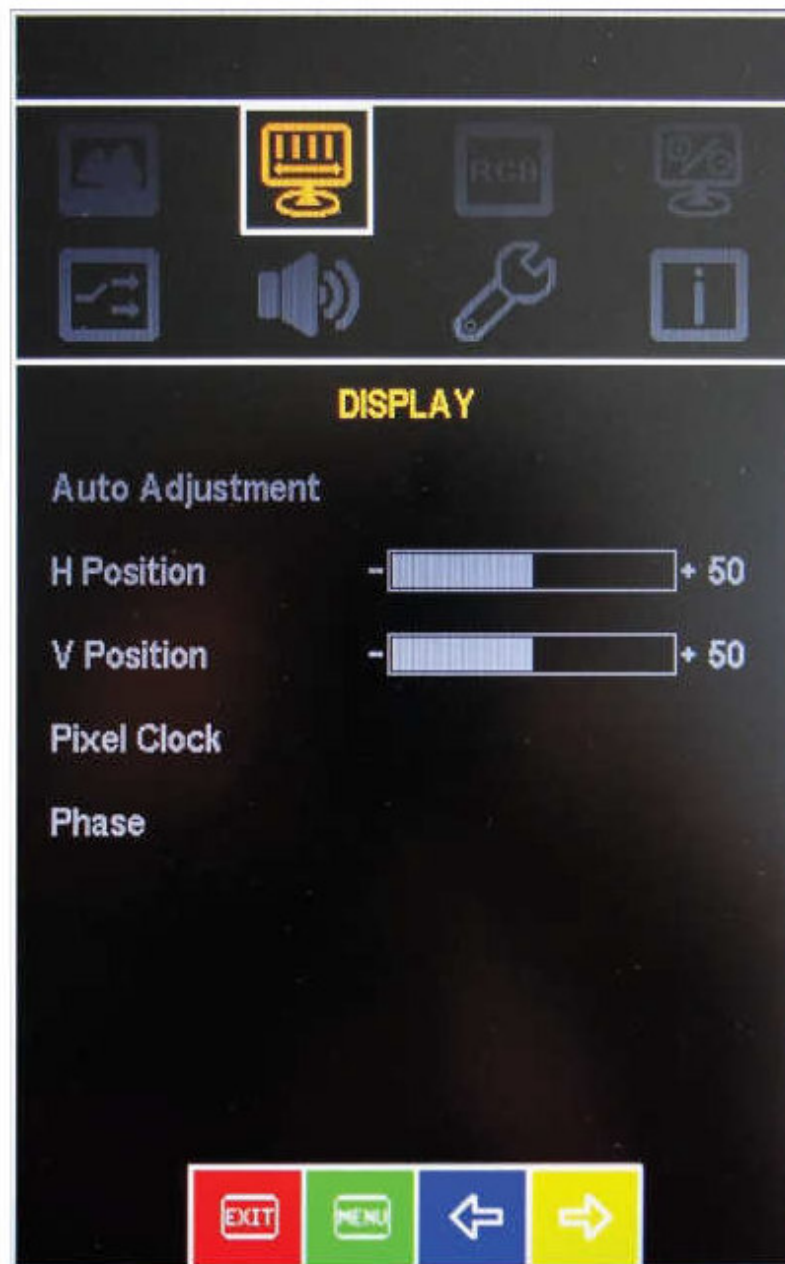 RGB
DISPLAY
Auto Adjustment
H Position - + 50
V Position - + 50
Pixel Clock
Phase
EXIT MENU